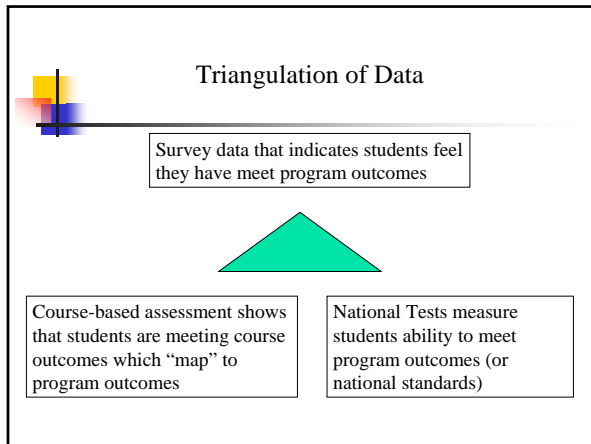 Triangulation of Data
Survey data that indicates students feel
they have meet program outcomes
Course-based assessment shows
that students are meeting course
outcomes which “map” to
program outcomes
National Tests measure
students ability to meet
program outcomes (or
national standards)